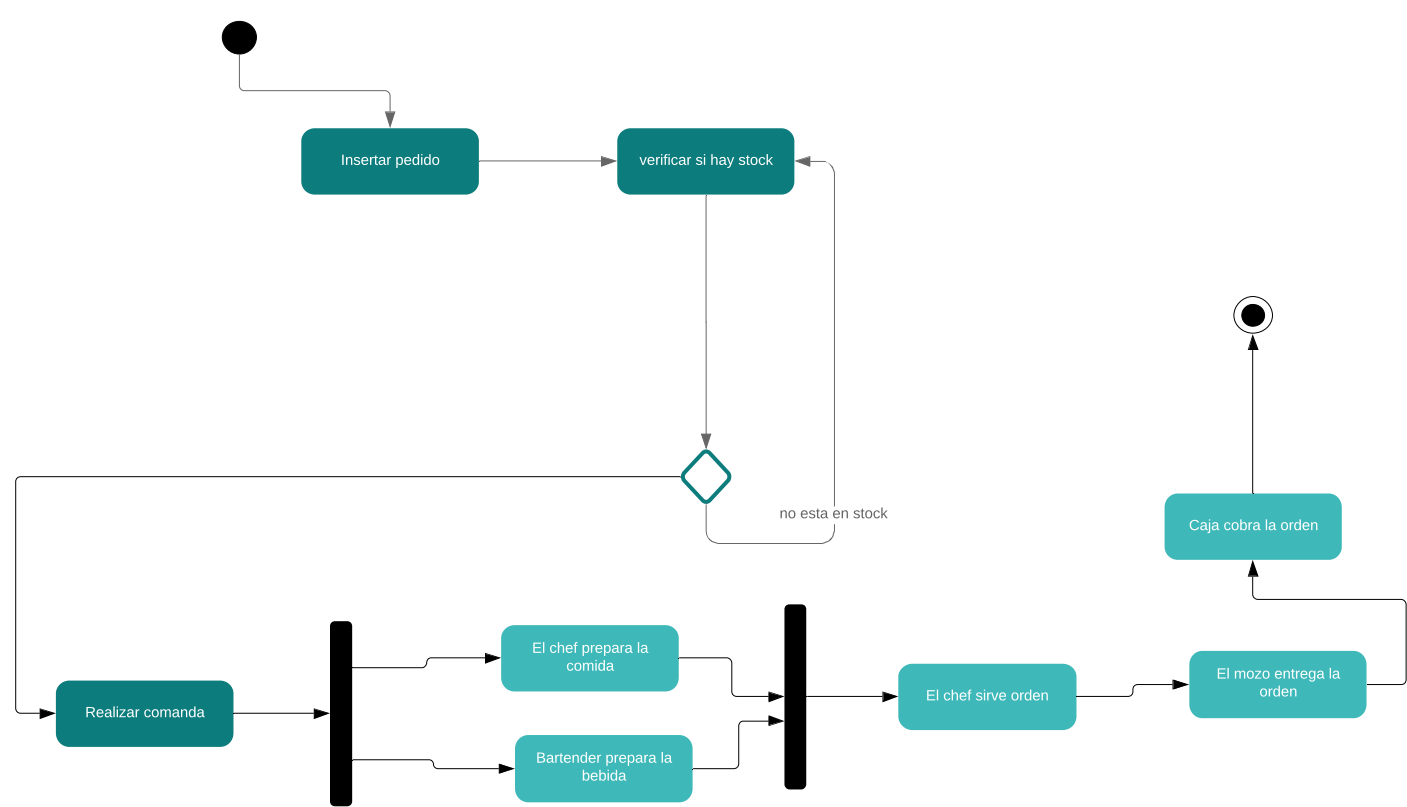 Insertar pedido
verificar si hay stock
no esta en stock
Realizar comanda
El chef prepara la
comida
Bartender prepara la
bebida
El chef sirve orden
El mozo entrega la
orden
Caja cobra la orden